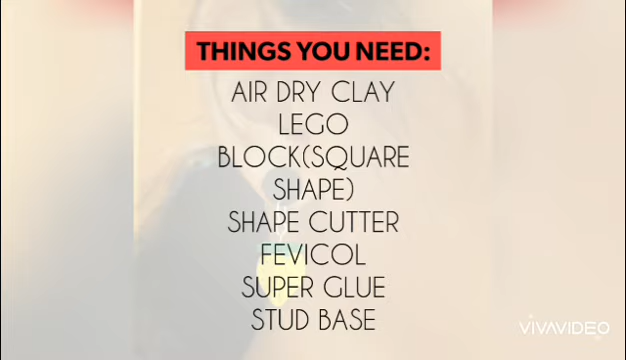 THINGS YOU NEED:
AIR DRY CLAY
LEGO
BLOCK(SQUARE
SHAPE)
SHAPE CUTTER
FEVICOL
SUPER GLUE
STUD BASE
VIVAVIDEO